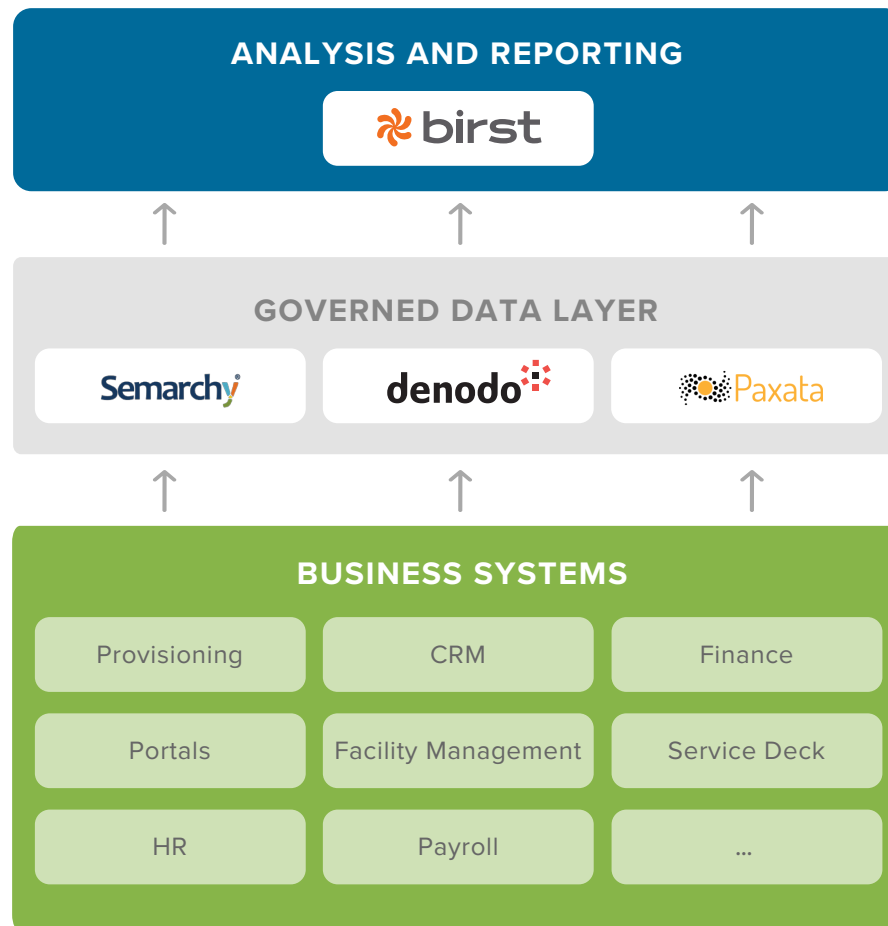 ANALYSIS AND REPORTING
birst
GOVERNED DATA LAYER
Semarchy
denodo
Paxata
BUSINESS SYSTEMS
Provisioning
CRM
Finance
Portals
Facility Management
Service Deck
HR
Payroll
...